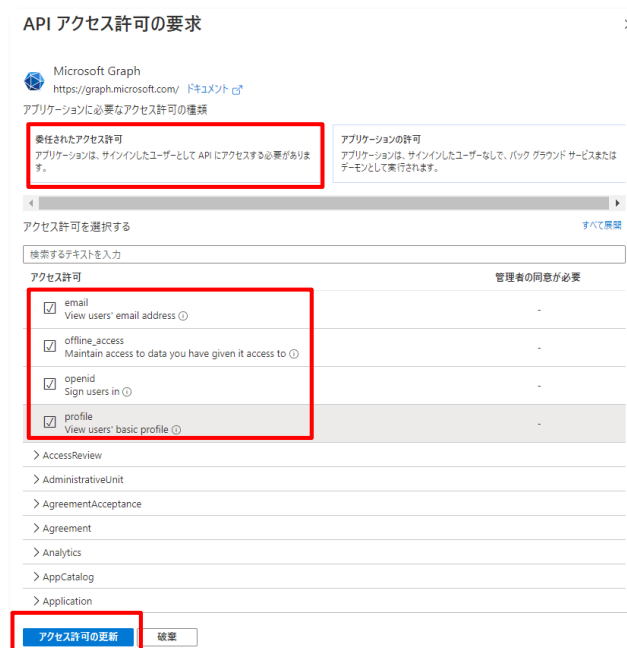 API アクセス許可の要求
Microsoft Graph
https://graph.microsoft.com/ ドキュメント
アプリケーションに必要なアクセス許可の種類
委任されたアクセス許可
アプリケーションは、サインインしたユーザーとして API にアクセスする必要がありま
す。
アプリケーションの許可
アプリケーションは、サインインしたユーザーなしで、バック グラウンド サービスまたは
デーモンとして実行されます。
アクセス許可を選択する
すべて展開
検索するテキストを入力
アクセス許可
管理者の同意が必要
email
View users' email address
-
offline_access
Maintain access to data you have given it access to
-
openid
Sign users in
-
profile
View users' basic profile
-
AccessReview
AdministrativeUnit
AgreementAcceptance
Agreement
Analytics
AppCatalog
Application
アクセス許可の更新
破棄